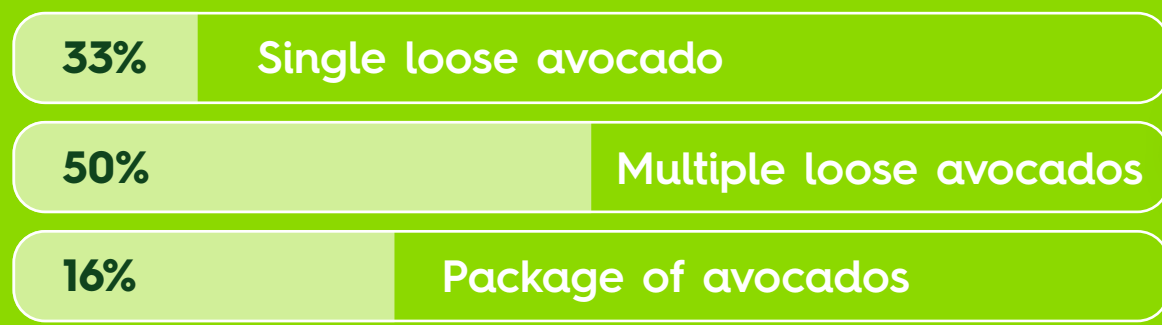 33% Single loose avocado
50% Multiple loose avocados
16% Package of avocados